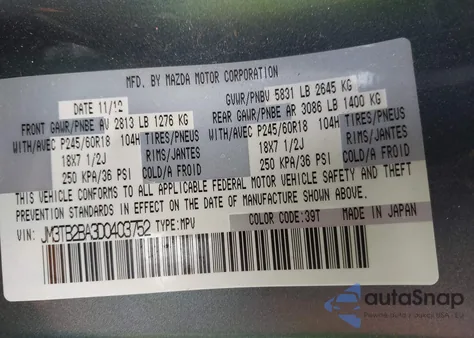 MFD. BY MAZDA MOTOR CORPORATION
DATE 11/12 GVWR/PNBV 5831 LB 2645 KG
FRONT GAWR/PNBE AV 2813 LB 1276 KG REAR GAWR/PNBE AR 3086 LB 1400 KG
WITH/AVEC P245/60R18 104H TIRES/PNEUS WITH/AVEC P245/60R18 104H TIRES/PNEUS
18X7 1/2J RIMS/JANTES 18X7 1/2J RIMS/JANTES
250 KPA/36 PSI COLD/A FROID 250 KPA/36 PSI COLD/A FROID
THIS VEHICLE CONFORMS TO ALL APPLICABLE FEDERAL MOTOR VEHICLE SAFETY AND THEFT
PREVENTION STANDARDS IN EFFECT ON THE DATE OF MANUFACTURE SHOWN ABOVE.
VIN: JM3TB2BA3D0403752 TYPE:MPV COLOR CODE:39T MADE IN JAPAN
autoSnap